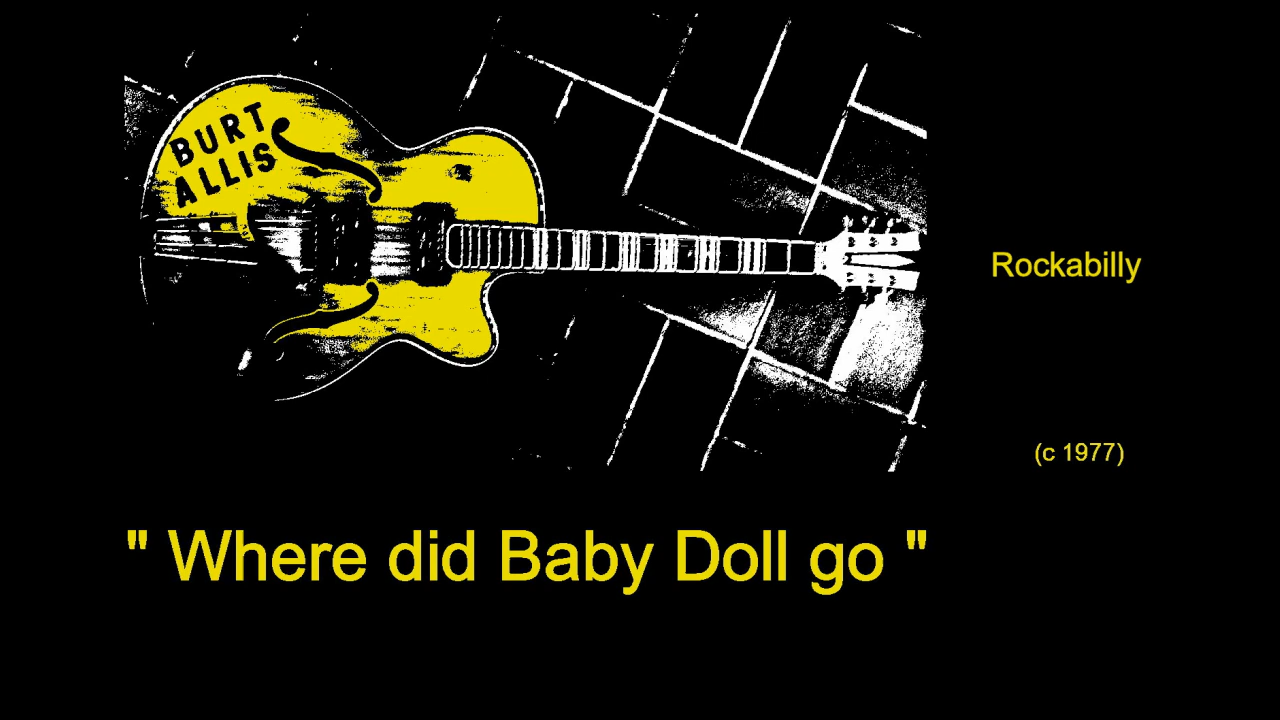 BURT
ALLIS
Rockabilly
(c 1977)
" Where did Baby Doll go "